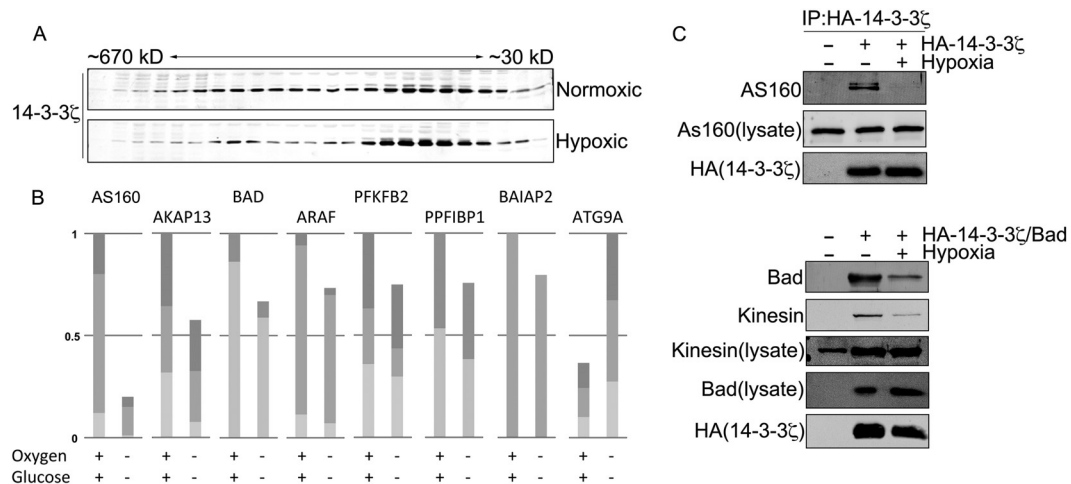 A
~670 kD
~30 kD
14-3-3ζ
Normoxic
Hypoxic
B
AS160
BAD
PFKFB2
BAIAP2
AKAP13
ARAF
PPFIBP1
ATG9A
1
0.5
0
Oxygen + - + - + - + - + - + - + - + -
Glucose + - + - + - + - + - + - + - + -
C
IP:HA-14-3-3ζ
– + + HA-14-3-3ζ
– – + Hypoxia
AS160
As160(lysate)
HA(14-3-3ζ)
– + + HA-14-3-3ζ/Bad
– – + Hypoxia
Bad
Kinesin
Kinesin(lysate)
Bad(lysate)
HA(14-3-3ζ)